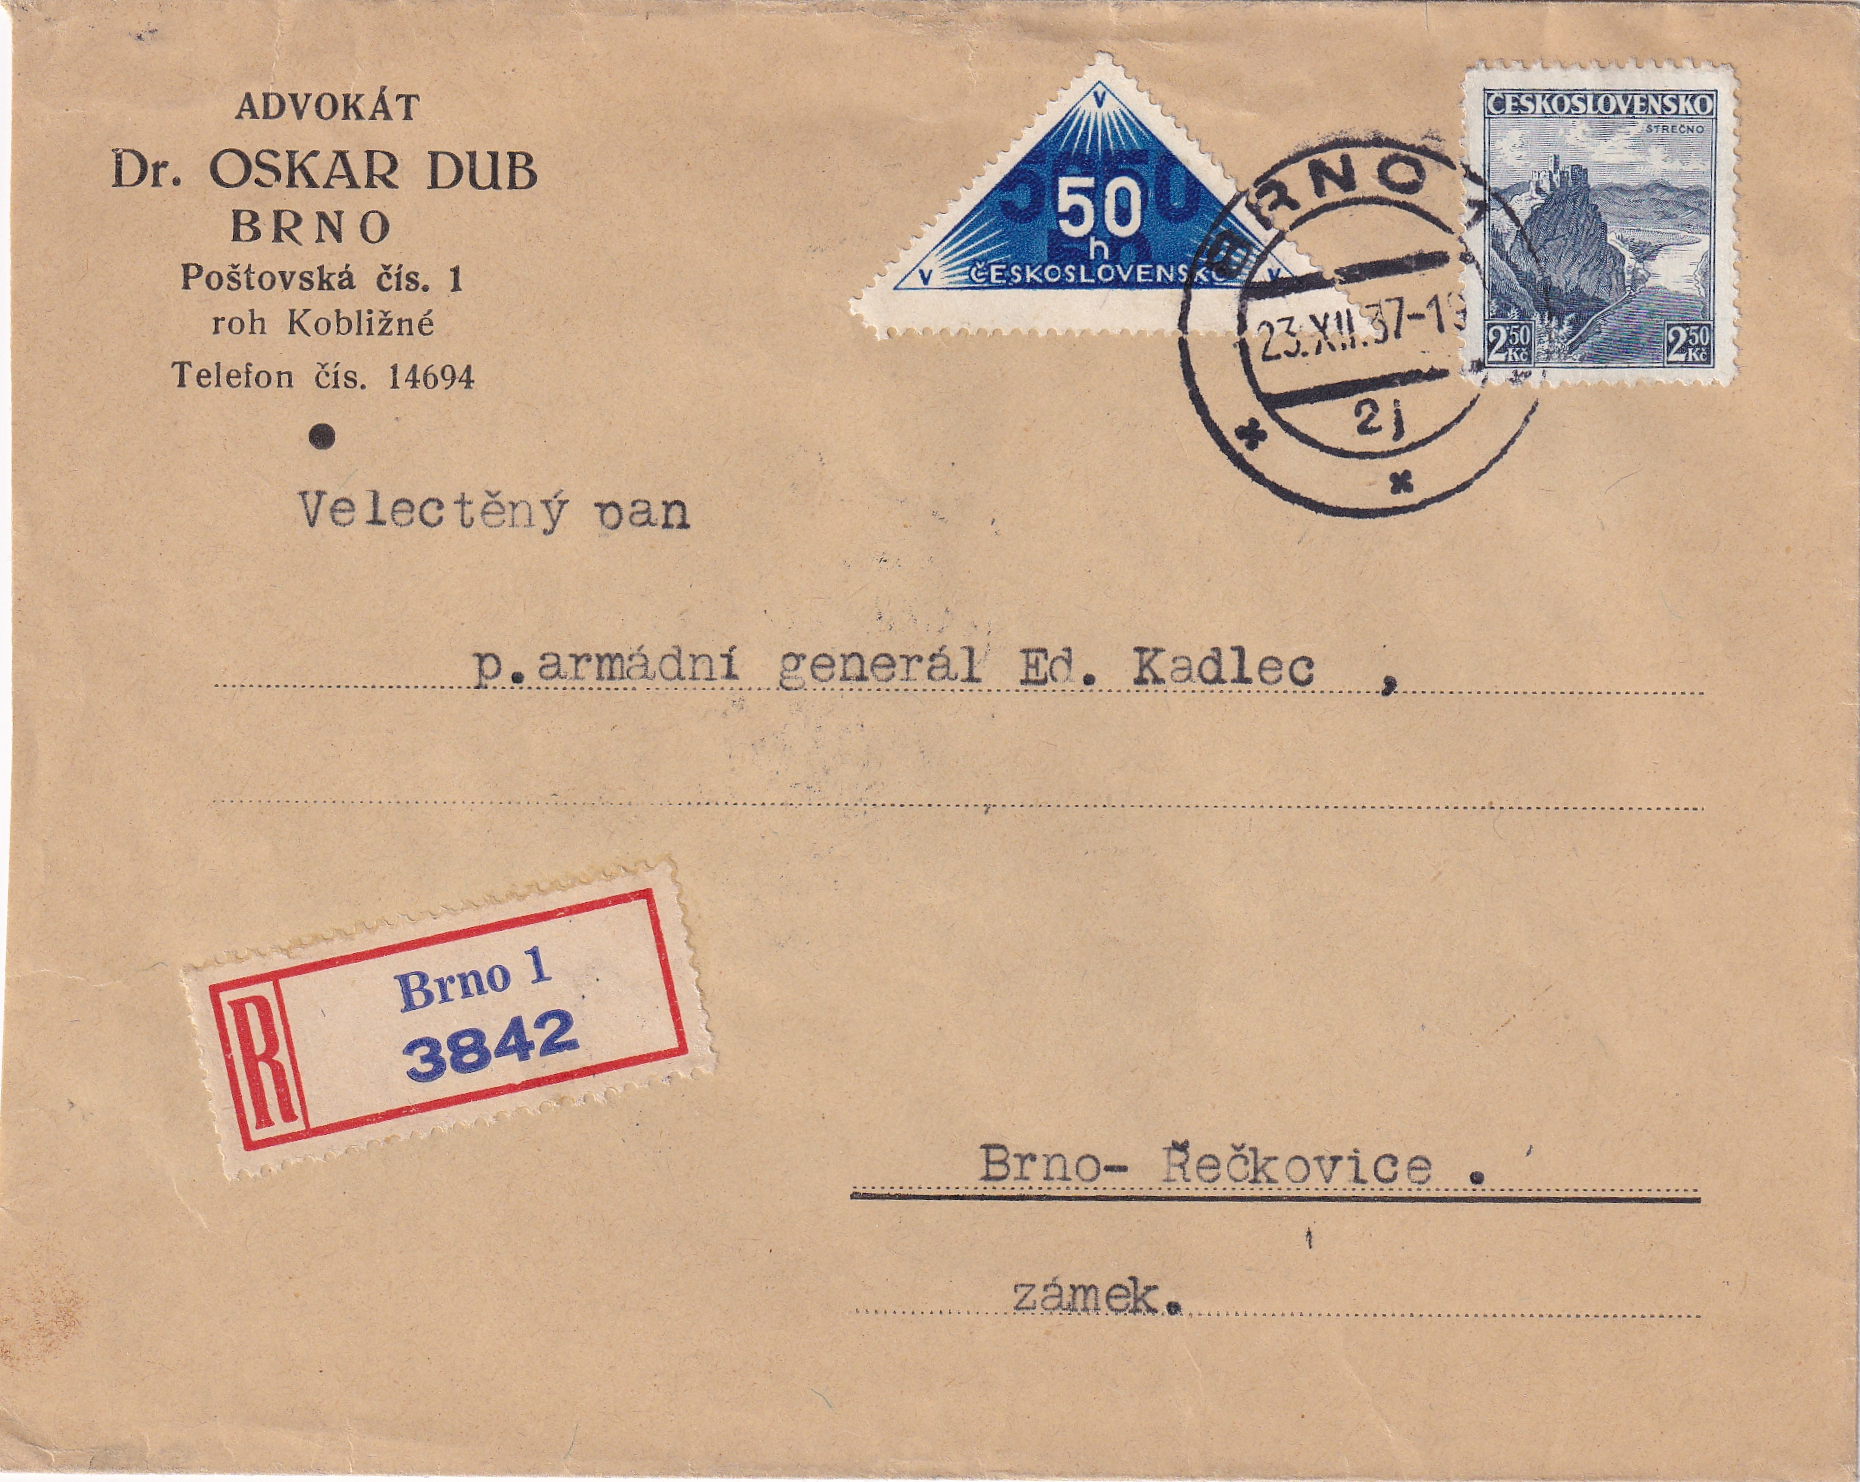 ADVOKÁT
Dr. OSKAR DUB
BRNO
Poštovská čís. 1
roh Kobližné
Telefon čís. 14694
V
50
h
V ČESKOSLOVENSKO V
ČESKOSLOVENSKO
STREČNO
2.50 Kč
2.50 Kč
BRNO 1
23.XII.37-19
2j
Velectěný pan
p.armádní generál Ed. Kadlec ,
R
Brno 1
3842
Brno- Řečkovice .
zámek.